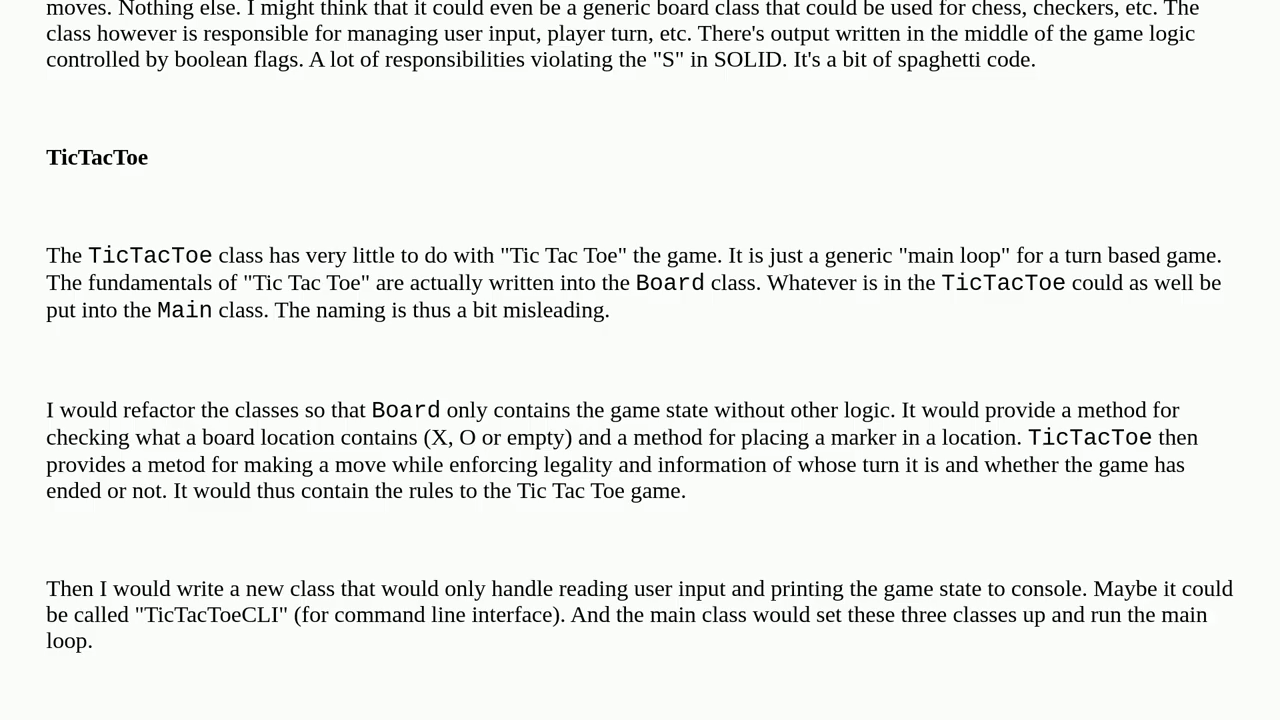 moves. Nothing else. I might think that it could even be a generic board class that could be used for chess, checkers, etc. The
class however is responsible for managing user input, player turn, etc. There's output written in the middle of the game logic
controlled by boolean flags. A lot of responsibilities violating the "S" in SOLID. It's a bit of spaghetti code.
TicTacToe
The TicTacToe class has very little to do with "Tic Tac Toe" the game. It is just a generic "main loop" for a turn based game.
The fundamentals of "Tic Tac Toe" are actually written into the Board class. Whatever is in the TicTacToe could as well be
put into the Main class. The naming is thus a bit misleading.
I would refactor the classes so that Board only contains the game state without other logic. It would provide a method for
checking what a board location contains (X, O or empty) and a method for placing a marker in a location. TicTacToe then
provides a metod for making a move while enforcing legality and information of whose turn it is and whether the game has
ended or not. It would thus contain the rules to the Tic Tac Toe game.
Then I would write a new class that would only handle reading user input and printing the game state to console. Maybe it could
be called "TicTacToeCLI" (for command line interface). And the main class would set these three classes up and run the main
loop.